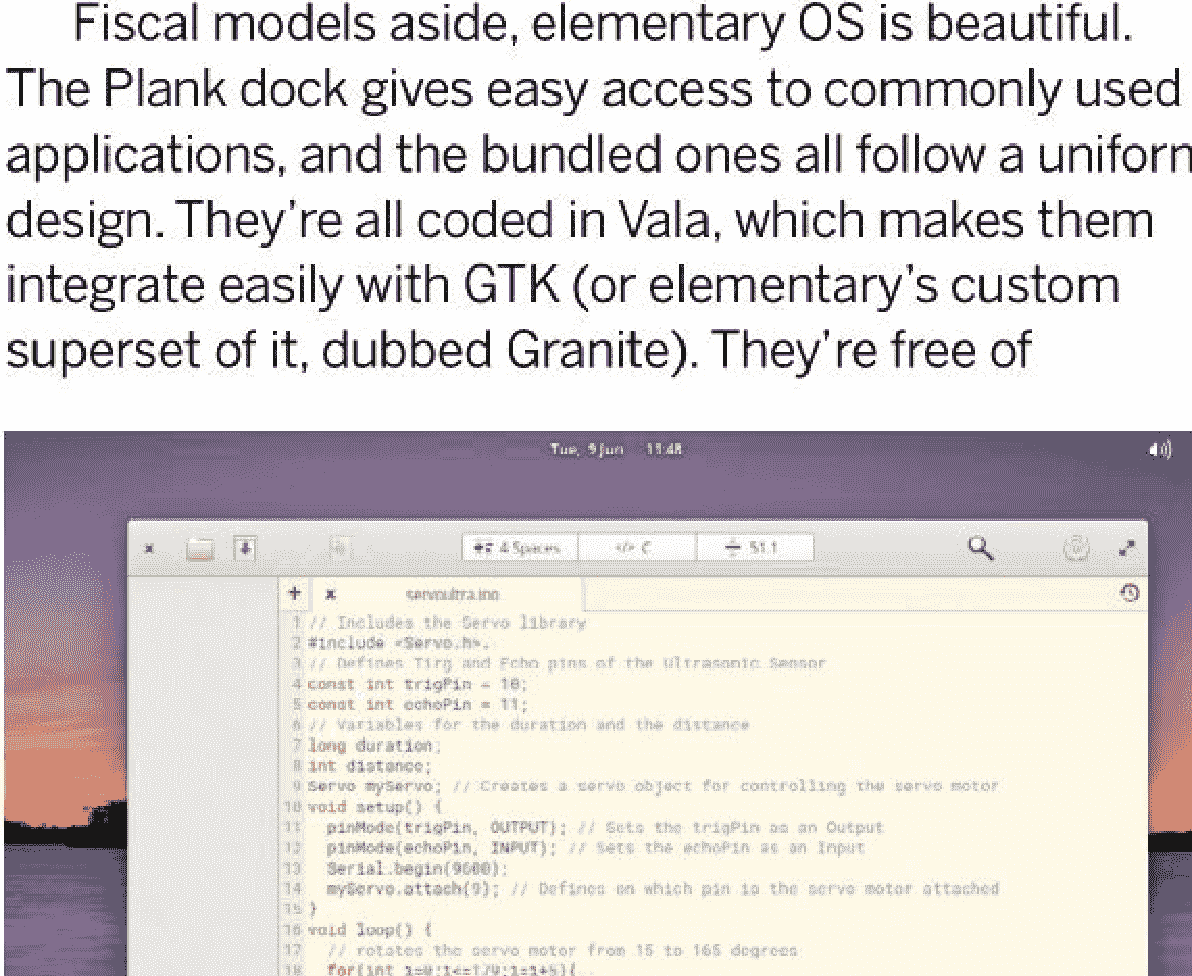 Fiscal models aside, elementary OS is beautiful.
The Plank dock gives easy access to commonly used
applications, and the bundled ones all follow a uniform
design. They're all coded in Vala, which makes them
integrate easily with GTK (or elementary's custom
superset of it, dubbed Granite). They're free of
Tue, 9 Jun 11:48
4 Spaces </> C 51.1
+ x servoultra.ino
1 // Includes the Servo library
2 #include <Servo.h>.
3 // Defines Tirg and Echo pins of the Ultrasonic Sensor
4 const int trigPin = 10;
5 const int echoPin = 11;
6 // Variables for the duration and the distance
7 long duration;
8 int distance;
9 Servo myServo; // Creates a servo object for controlling the servo motor
10 void setup() {
11 pinMode(trigPin, OUTPUT); // Sets the trigPin as an Output
12 pinMode(echoPin, INPUT); // Sets the echoPin as an Input
13 Serial.begin(9600);
14 myServo.attach(9); // Defines on which pin is the servo motor attached
15 }
16 void loop() {
17 // rotates the servo motor from 15 to 165 degrees
18 for(int